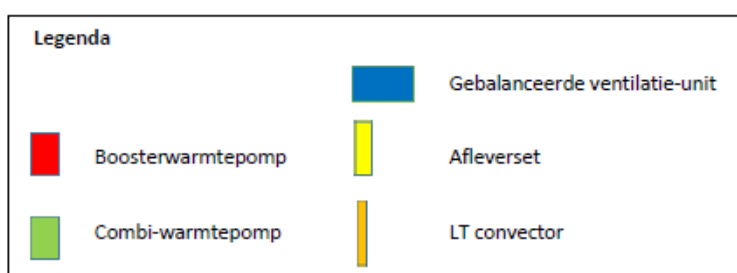 Legenda
Gebalanceerde ventilatie-unit
Boosterwarmtepomp
Afleverset
Combi-warmtepomp
LT convector